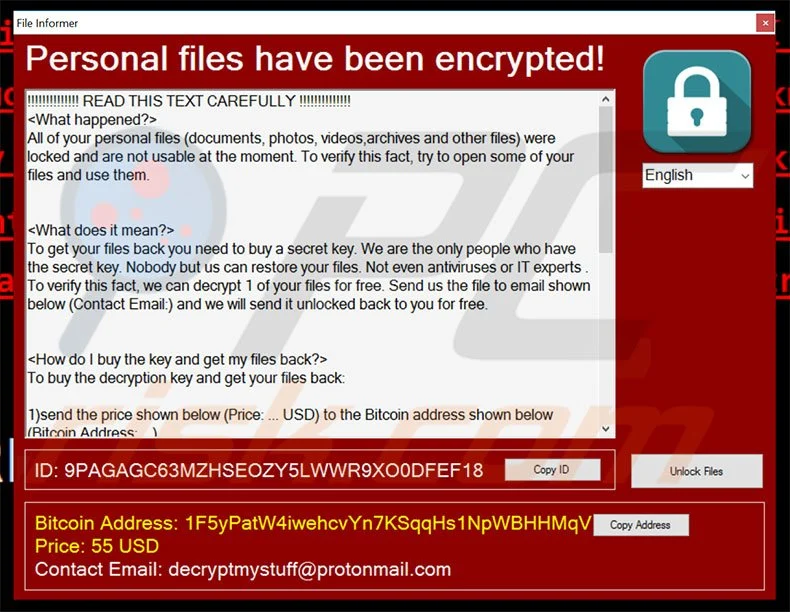 File Informer
Personal files have been encrypted!
!!!!!!!!!!!!!! READ THIS TEXT CAREFULLY !!!!!!!!!!!!!!
<What happened?>
All of your personal files (documents, photos, videos,archives and other files) were
locked and are not usable at the moment. To verify this fact, try to open some of your
files and use them.
<What does it mean?>
To get your files back you need to buy a secret key. We are the only people who have
the secret key. Nobody but us can restore your files. Not even antiviruses or IT experts .
To verify this fact, we can decrypt 1 of your files for free. Send us the file to email shown
below (Contact Email:) and we will send it unlocked back to you for free.
<How do I buy the key and get my files back?>
To buy the decryption key and get your files back:
1)send the price shown below (Price: ... USD) to the Bitcoin address shown below
(Bitcoin Address: ...)
English
PC
risk.com
ID: 9PAGAGC63MZHSEOZY5LWWR9XO0DFEF18
Copy ID
Unlock Files
Bitcoin Address: 1F5yPatW4iwehcvYn7KSqqHs1NpWBHHMqV
Copy Address
Price: 55 USD
Contact Email: decryptmystuff@protonmail.com